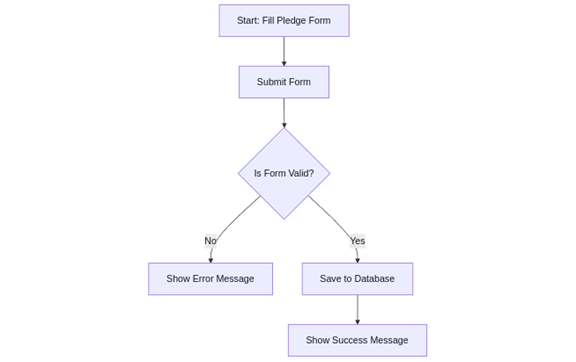 Start: Fill Pledge Form
Submit Form
Is Form Valid?
No
Yes
Show Error Message
Save to Database
Show Success Message